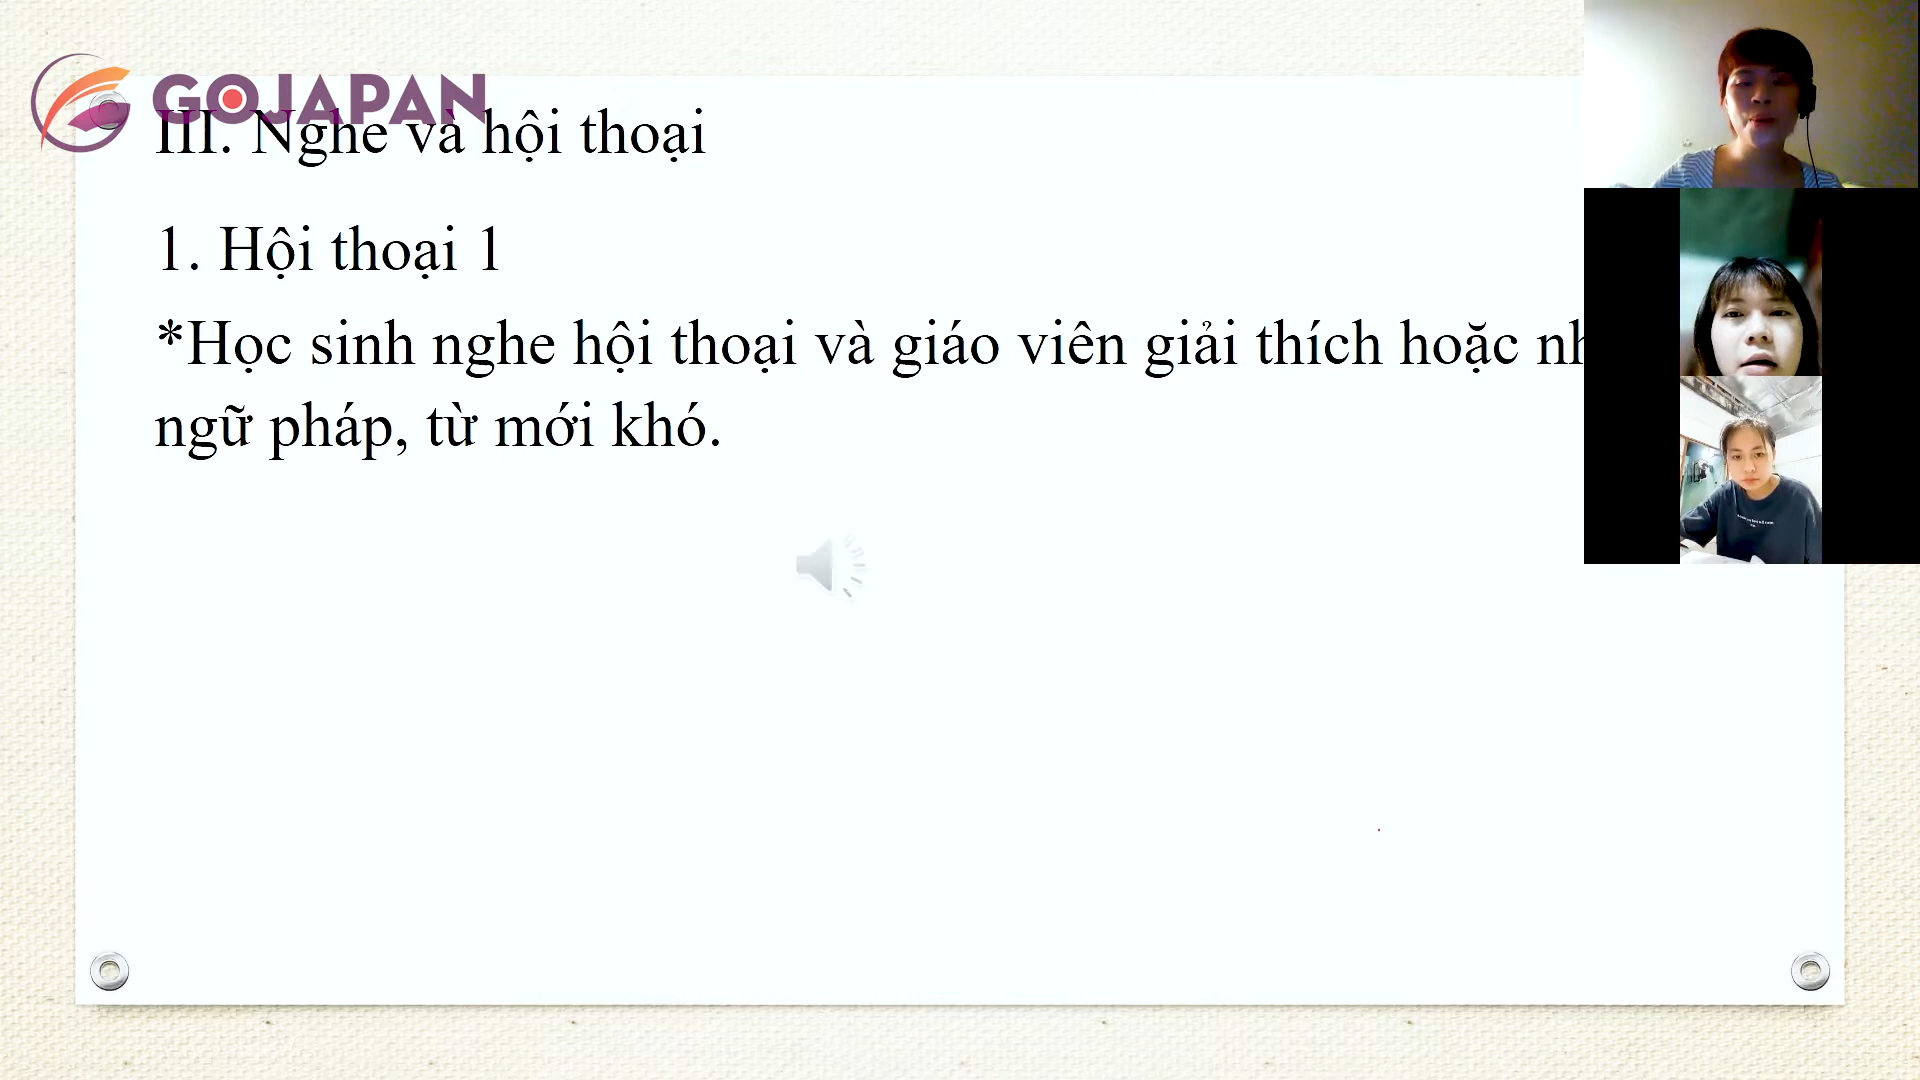 GOJAPAN
III. Nghe và hội thoại
1. Hội thoại 1
*Học sinh nghe hội thoại và giáo viên giải thích hoặc
ngữ pháp, từ mới khó.